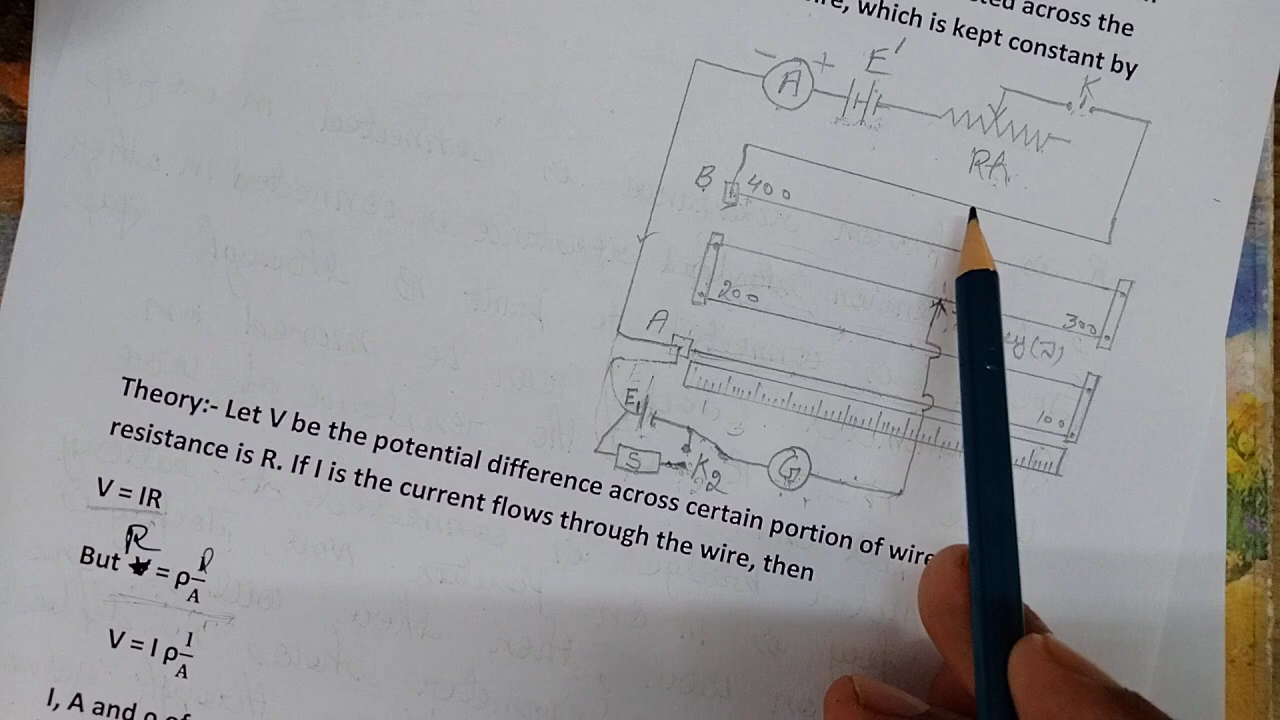 ted across the
, which is kept constant by
- + E'
A
K
RA
B 400
200
300
y(J)
A
100
E1
S K2 G
Theory:- Let V be the potential difference across certain portion of wire
resistance is R. If I is the current flows through the wire, then
V = IR
R
But = ρ l/A
V = I ρ l/A
l, A and ρ of